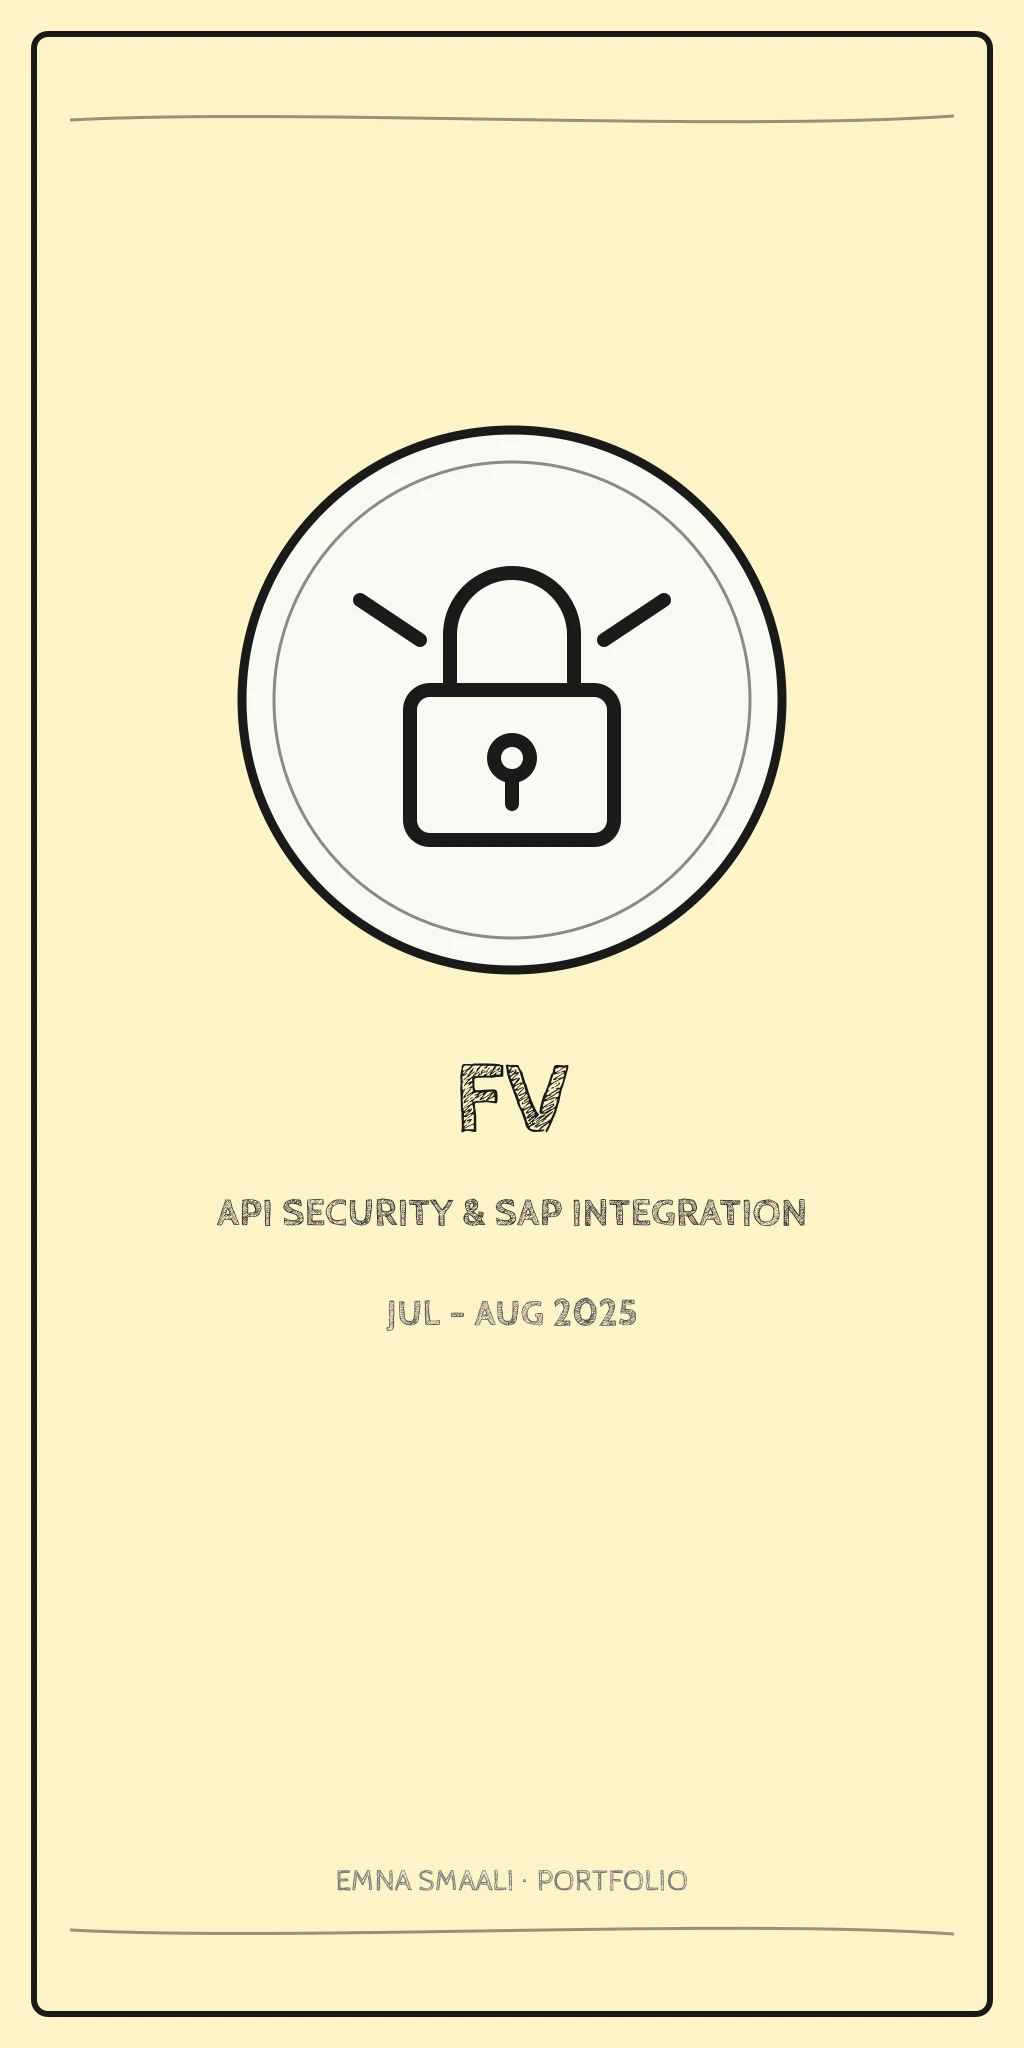 FV
API SECURITY & SAP INTEGRATION
JUL – AUG 2025
EMNA SMAALI · PORTFOLIO